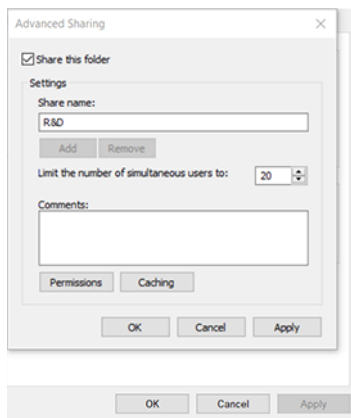 Advanced Sharing
Share this folder
Settings
Share name:
R&D
Add Remove
Limit the number of simultaneous users to: 20
Comments:
Permissions Caching
OK Cancel Apply
OK Cancel Apply